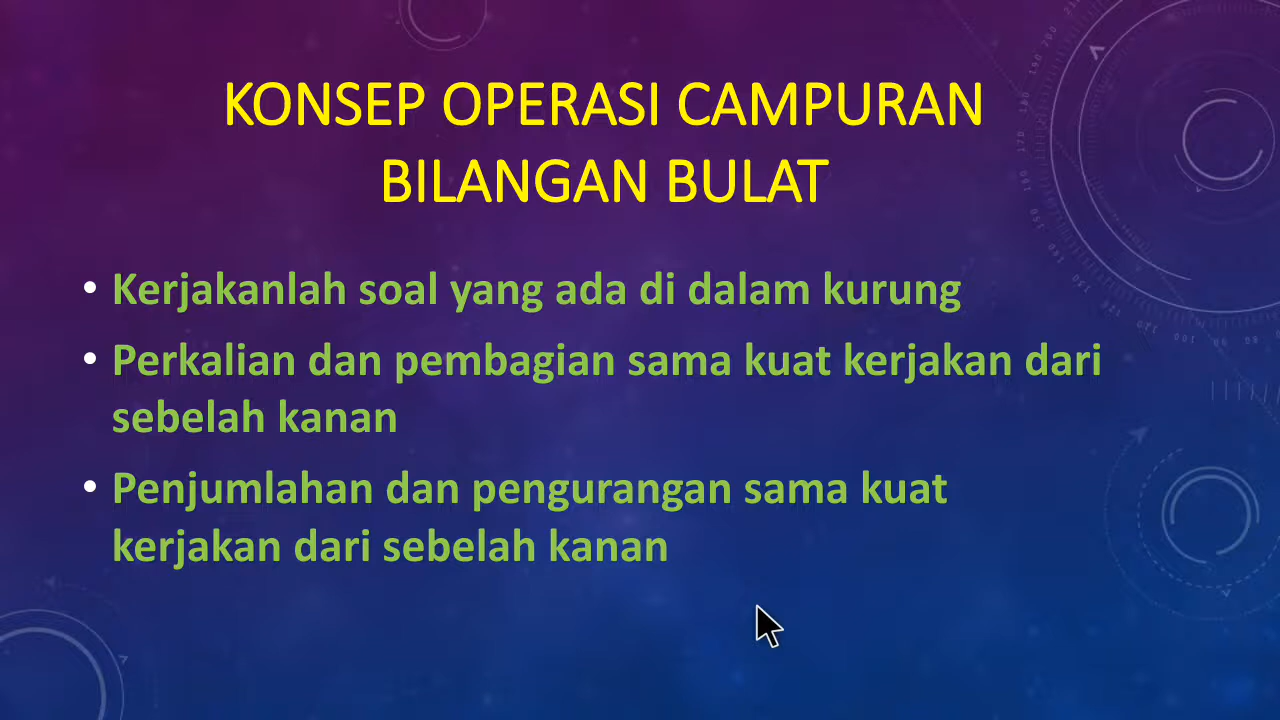 KONSEP OPERASI CAMPURAN
BILANGAN BULAT
• Kerjakanlah soal yang ada di dalam kurung
• Perkalian dan pembagian sama kuat kerjakan dari
sebelah kanan
• Penjumlahan dan pengurangan sama kuat
kerjakan dari sebelah kanan